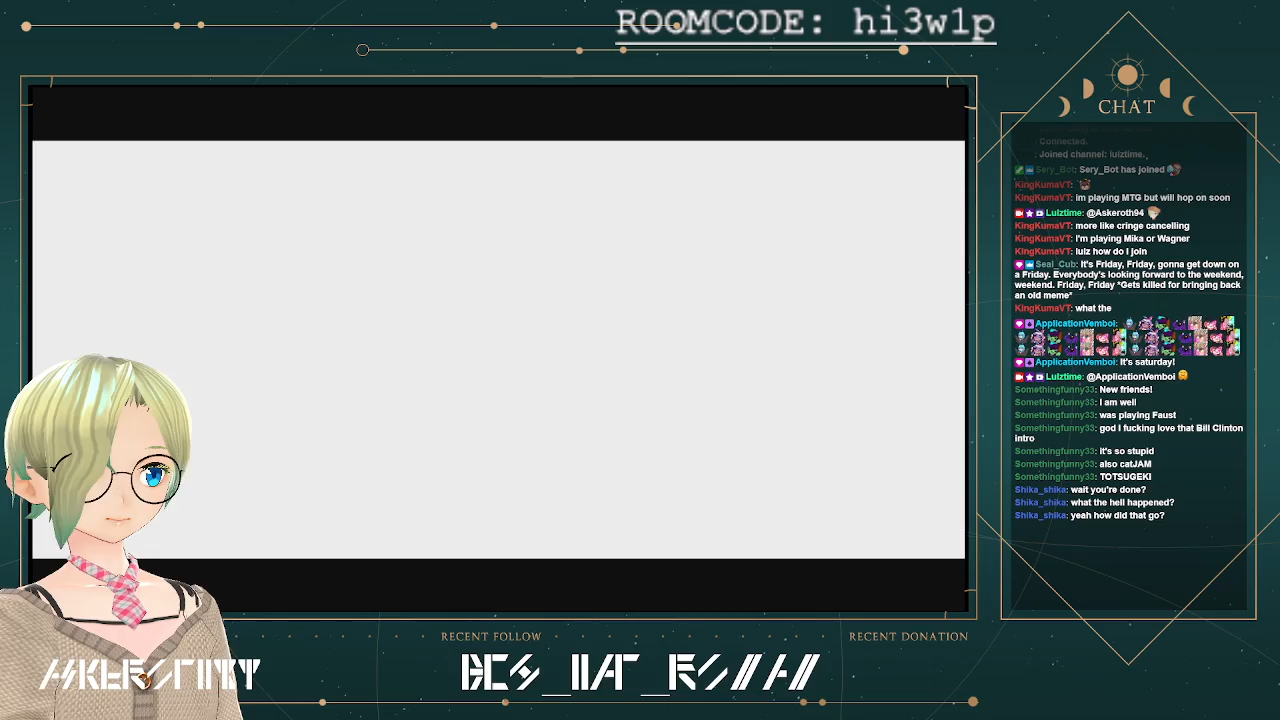 ROOMCODE: hi3w1p
CHAT
Connected.
: Joined channel: lulztime.
Sery_Bot: Sery_Bot has joined
KingKumaVT:
KingKumaVT: im playing MTG but will hop on soon
Lulztime: @Askeroth94
KingKumaVT: more like cringe cancelling
KingKumaVT: I'm playing Mika or Wagner
KingKumaVT: lulz how do I join
Seal_Cub: It's Friday, Friday, gonna get down on
a Friday. Everybody's looking forward to the weekend,
weekend. Friday, Friday *Gets killed for bringing back
an old meme*
KingKumaVT: what the
ApplicationVemboi:
ApplicationVemboi: It's saturday!
Lulztime: @ApplicationVemboi
Somethingfunny33: New friends!
Somethingfunny33: I am well
Somethingfunny33: was playing Faust
Somethingfunny33: god I fucking love that Bill Clinton
intro
Somethingfunny33: it's so stupid
Somethingfunny33: also catJAM
Somethingfunny33: TOTSUGEKI
Shika_shika: wait you're done?
Shika_shika: what the hell happened?
Shika_shika: yeah how did that go?
RECENT FOLLOW
RECENT DONATION